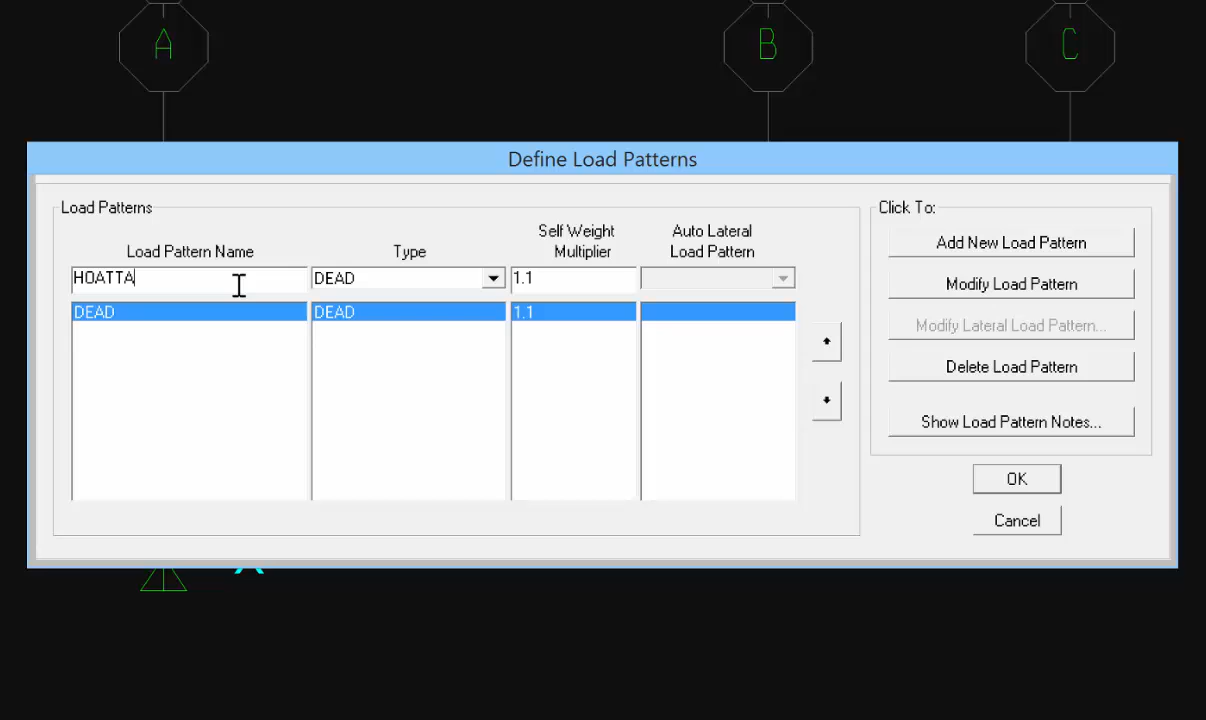 A
B
C
Define Load Patterns
Load Patterns
Click To:
Load Pattern Name
Type
Self Weight
Multiplier
Auto Lateral
Load Pattern
HOATTA
DEAD
1.1
DEAD
DEAD
1.1
Add New Load Pattern
Modify Load Pattern
Modify Lateral Load Pattern...
Delete Load Pattern
Show Load Pattern Notes...
OK
Cancel